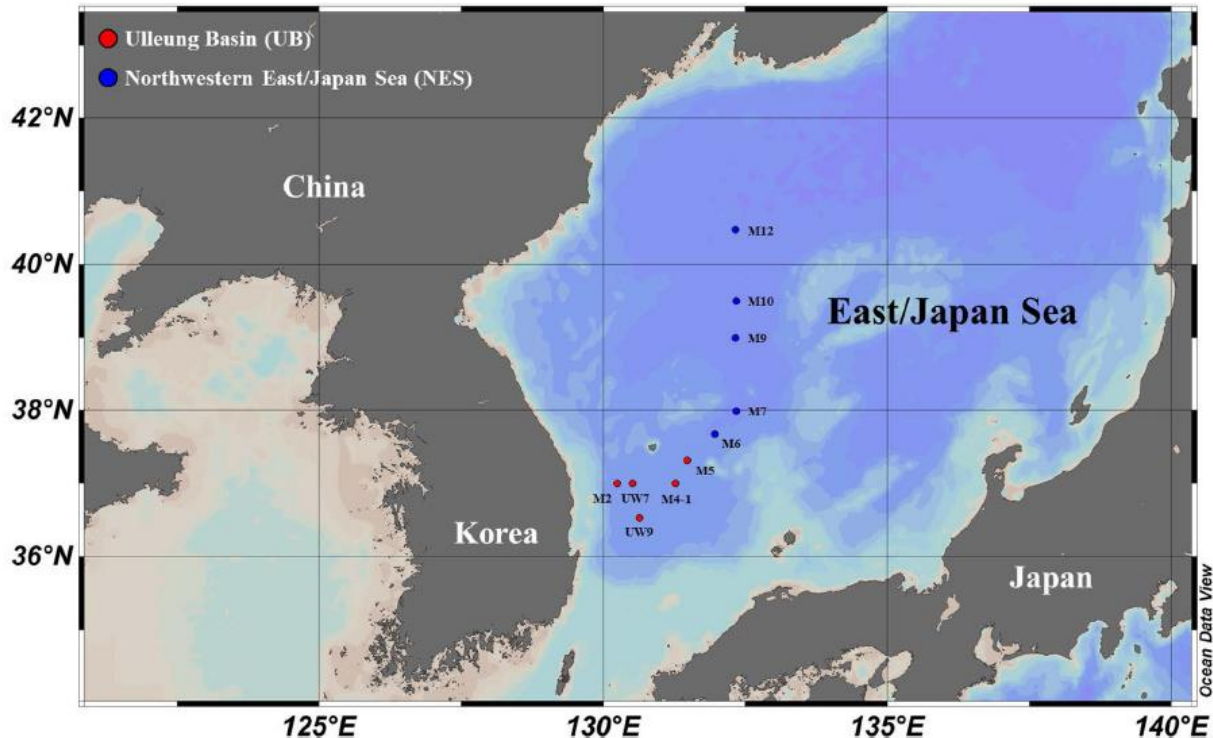 Ulleung Basin (UB)
Northwestern East/Japan Sea (NES)
42°N
China
M12
40°N
M10
East/Japan Sea
M9
38°N
M7
M6
M5
M2
UW7
M4-1
UW9
Korea
36°N
Japan
Ocean Data View
125°E
130°E
135°E
140°E